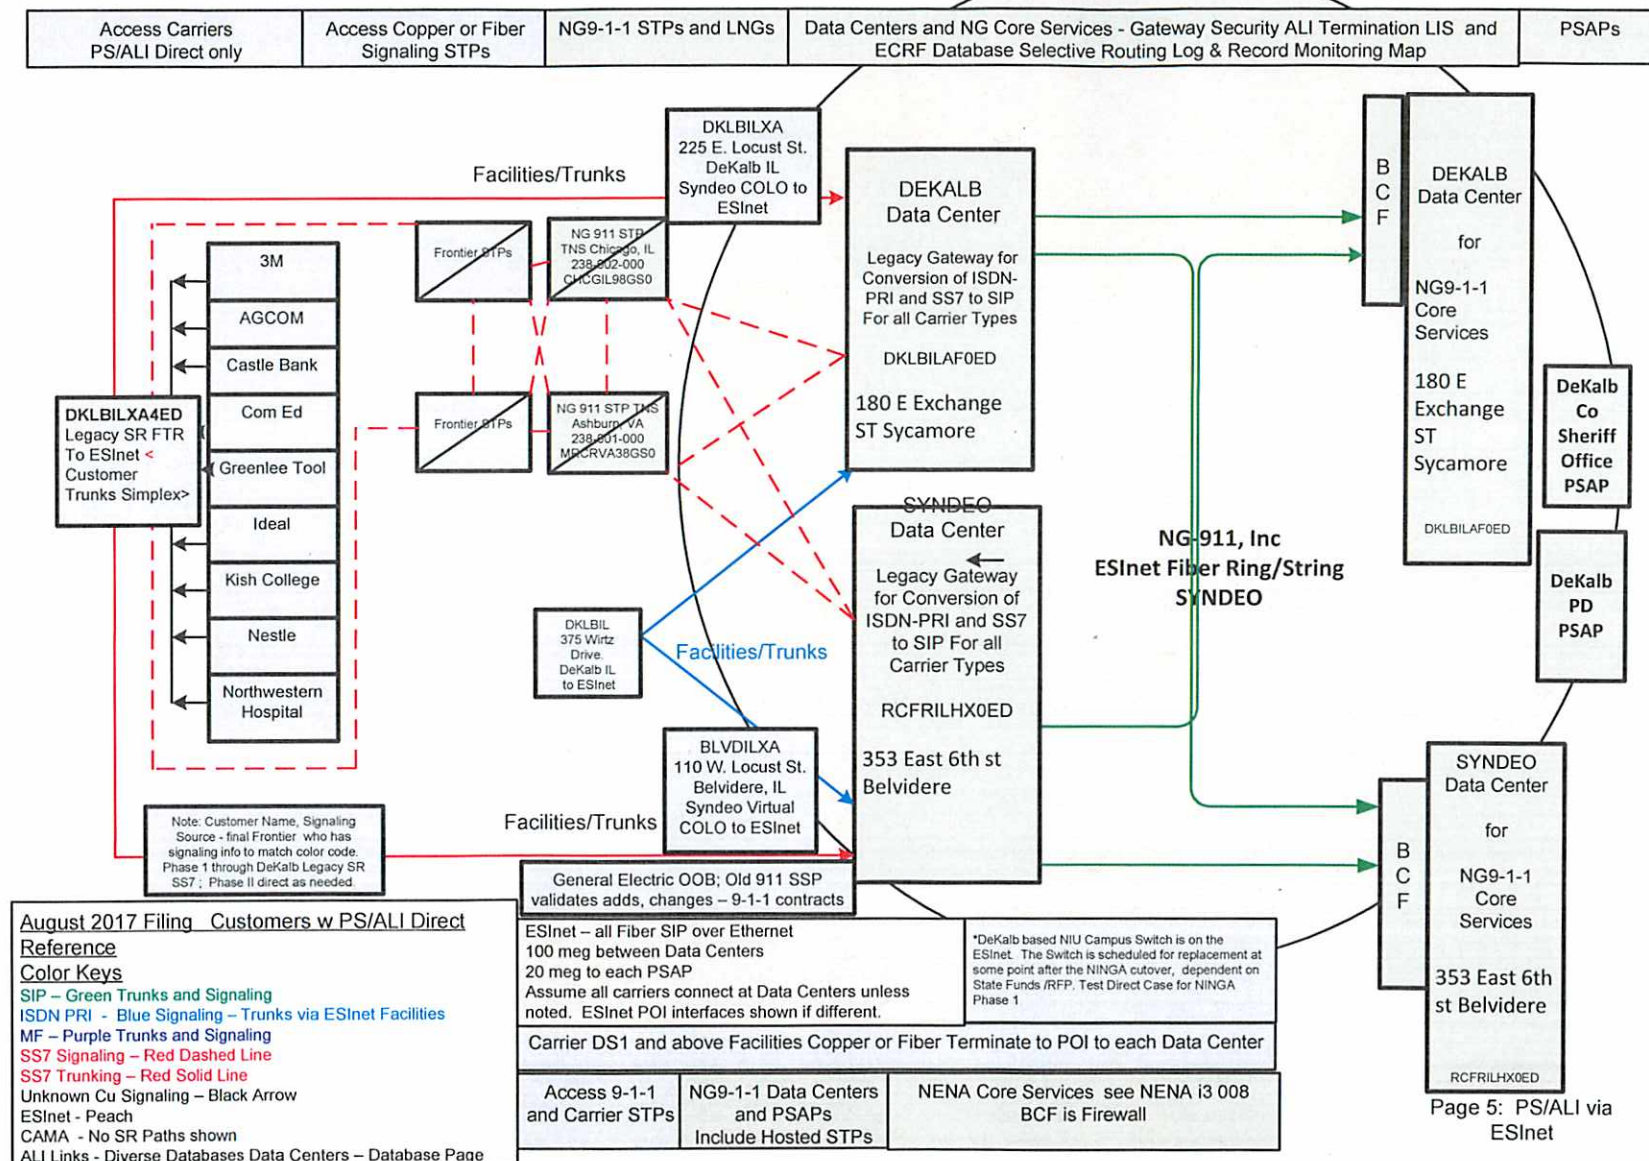 Access Carriers
PS/ALI Direct only
Access Copper or Fiber
Signaling STPs
NG9-1-1 STPs and LNGs
Data Centers and NG Core Services - Gateway Security ALI Termination LIS and
ECRF Database Selective Routing Log & Record Monitoring Map
PSAPs
DKLBILXA
225 E. Locust St.
DeKalb IL
Syndeo COLO to
ESInet
Facilities/Trunks
3M
AGCOM
Castle Bank
Com Ed
Greenlee Tool
Ideal
Kish College
Nestle
Northwestern
Hospital
DKLBILXA4ED
Legacy SR FTR
To ESInet <
Customer
Trunks Simplex>
Frontier STPs
NG 911 STP
TNS Chicago, IL
238-002-000
CHCGIL98GS0
Frontier STPs
NG 911 STP TNS
Ashburn, VA
238-001-000
MRCRVA38GS0
DEKALB
Data Center
Legacy Gateway for
Conversion of ISDN-
PRI and SS7 to SIP
For all Carrier Types
DKLBILAF0ED
180 E Exchange
ST Sycamore
SYNDEO
Data Center
Legacy Gateway
for Conversion of
ISDN-PRI and SS7
to SIP For all
Carrier Types
RCFRILHX0ED
353 East 6th st
Belvidere
DKLBIL
375 Wirtz
Drive.
DeKalb IL
to ESInet
Facilities/Trunks
BLVDILXA
110 W. Locust St.
Belvidere, IL
Syndeo Virtual
COLO to ESInet
Facilities/Trunks
NG-911, Inc
ESInet Fiber Ring/String
SYNDEO
B
C
F
DEKALB
Data Center
for
NG9-1-1
Core
Services
180 E
Exchange
ST
Sycamore
DKLBILAF0ED
DeKalb
Co
Sheriff
Office
PSAP
DeKalb
PD
PSAP
B
C
F
SYNDEO
Data Center
for
NG9-1-1
Core
Services
353 East 6th
st Belvidere
RCFRILHX0ED
Page 5: PS/ALI via
ESInet
Note: Customer Name, Signaling
Source - final Frontier who has
signaling info to match color code.
Phase 1 through DeKalb Legacy SR
SS7 ; Phase II direct as needed.
General Electric OOB; Old 911 SSP
validates adds, changes – 9-1-1 contracts
August 2017 Filing Customers w PS/ALI Direct
Reference
Color Keys
SIP – Green Trunks and Signaling
ISDN PRI - Blue Signaling – Trunks via ESInet Facilities
MF – Purple Trunks and Signaling
SS7 Signaling – Red Dashed Line
SS7 Trunking – Red Solid Line
Unknown Cu Signaling – Black Arrow
ESInet - Peach
CAMA - No SR Paths shown
ALI Links - Diverse Databases Data Centers – Database Page
ESInet – all Fiber SIP over Ethernet
100 meg between Data Centers
20 meg to each PSAP
Assume all carriers connect at Data Centers unless
noted. ESInet POI interfaces shown if different.
*DeKalb based NIU Campus Switch is on the
ESInet. The Switch is scheduled for replacement at
some point after the NINGA cutover, dependent on
State Funds /RFP. Test Direct Case for NINGA
Phase 1
Carrier DS1 and above Facilities Copper or Fiber Terminate to POI to each Data Center
Access 9-1-1
and Carrier STPs
NG9-1-1 Data Centers
and PSAPs
Include Hosted STPs
NENA Core Services see NENA i3 008
BCF is Firewall